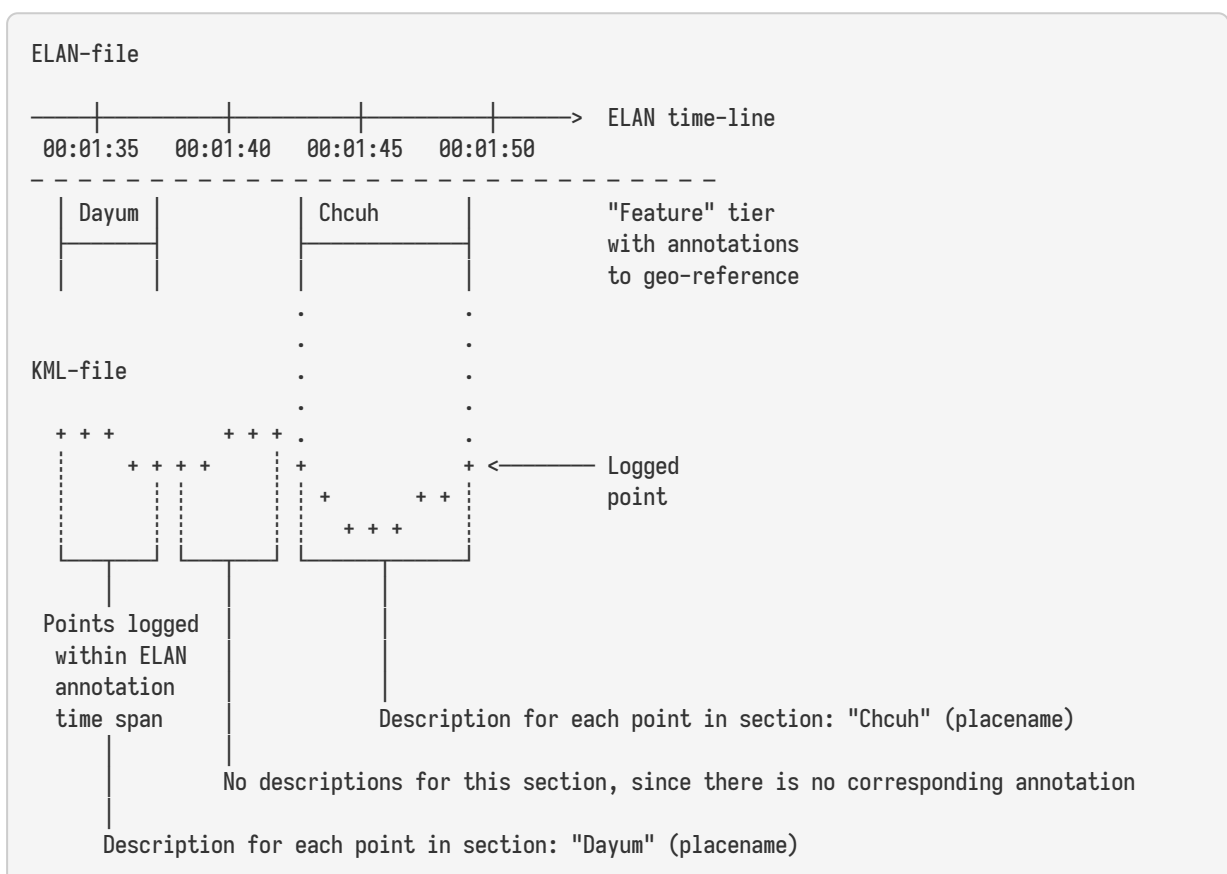 ELAN-file
ELAN time-line
00:01:35 00:01:40 00:01:45 00:01:50
Dayum Chcuh "Feature" tier
with annotations
to geo-reference
KML-file
Logged
point
Points logged
within ELAN
annotation
time span Description for each point in section: "Chcuh" (placename)
No descriptions for this section, since there is no corresponding annotation
Description for each point in section: "Dayum" (placename)